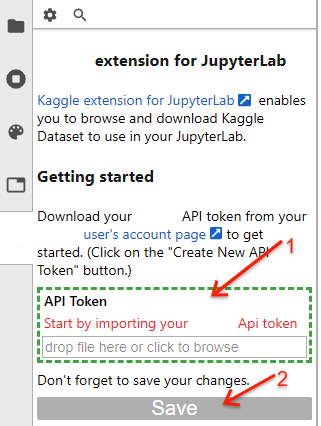 extension for JupyterLab
Kaggle extension for JupyterLab enables
you to browse and download Kaggle
Dataset to use in your JupyterLab.
Getting started
Download your API token from your
user's account page to get
started. (Click on the "Create New API
Token" button.)
1
API Token
Start by importing your Api token
drop file here or click to browse
Don't forget to save your changes.
2
Save